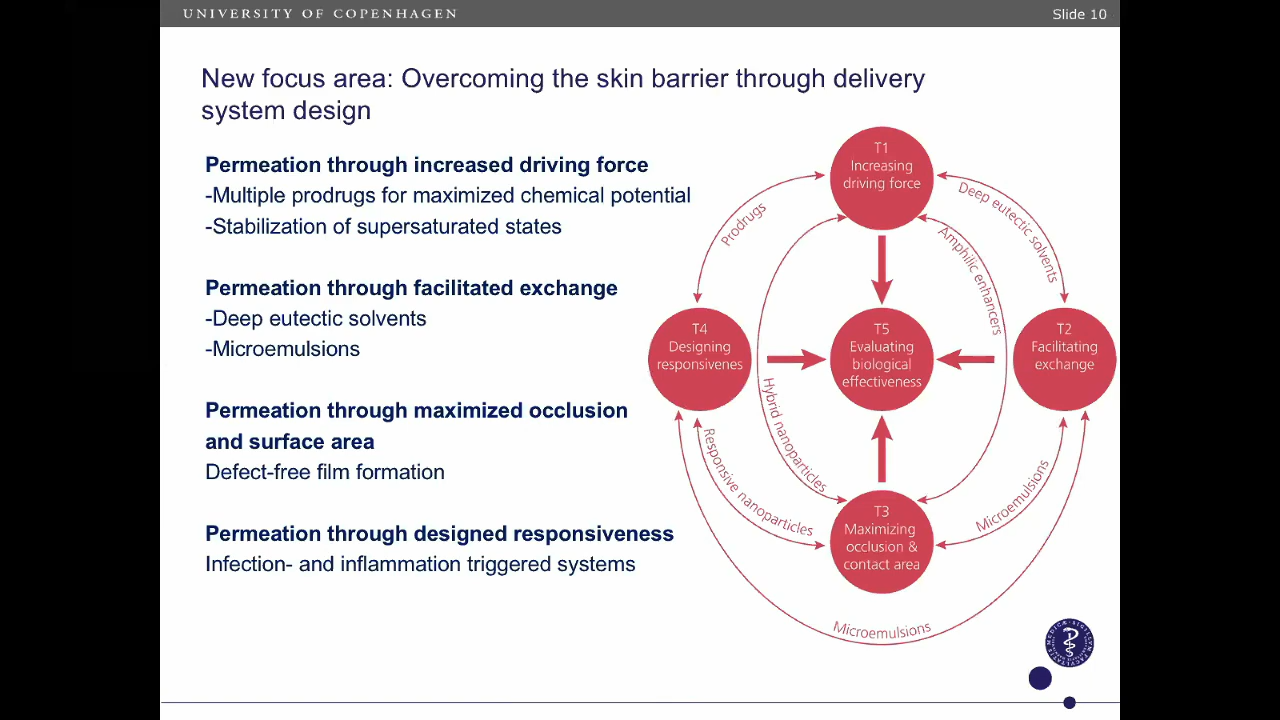 UNIVERSITY OF COPENHAGEN
Slide 10
New focus area: Overcoming the skin barrier through delivery
system design
Permeation through increased driving force
-Multiple prodrugs for maximized chemical potential
-Stabilization of supersaturated states
Permeation through facilitated exchange
-Deep eutectic solvents
-Microemulsions
Permeation through maximized occlusion
and surface area
Defect-free film formation
Permeation through designed responsiveness
Infection- and inflammation triggered systems
T1
Increasing
driving force
Prodrugs
Deep eutectic solvents
Amphilic enhancers
T4
Designing
responsivenes
T5
Evaluating
biological
effectiveness
T2
Facilitating
exchange
Hybrid nanoparticles
Responsive nanoparticles
Microemulsions
T3
Maximizing
occlusion &
contact area
Microemulsions